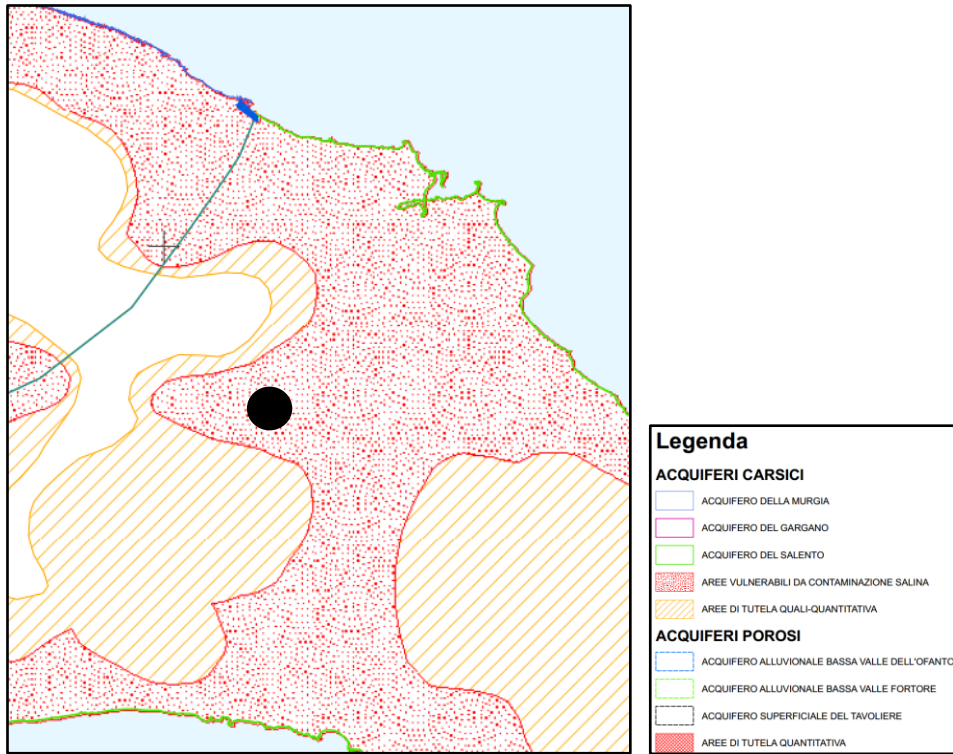 Legenda
ACQUIFERI CARSICI
ACQUIFERO DELLA MURGIA
ACQUIFERO DEL GARGANO
ACQUIFERO DEL SALENTO
AREE VULNERABILI DA CONTAMINAZIONE SALINA
AREE DI TUTELA QUALI-QUANTITATIVA
ACQUIFERI POROSI
ACQUIFERO ALLUVIONALE BASSA VALLE DELL'OFANTO
ACQUIFERO ALLUVIONALE BASSA VALLE FORTORE
ACQUIFERO SUPERFICIALE DEL TAVOLIERE
AREE DI TUTELA QUANTITATIVA